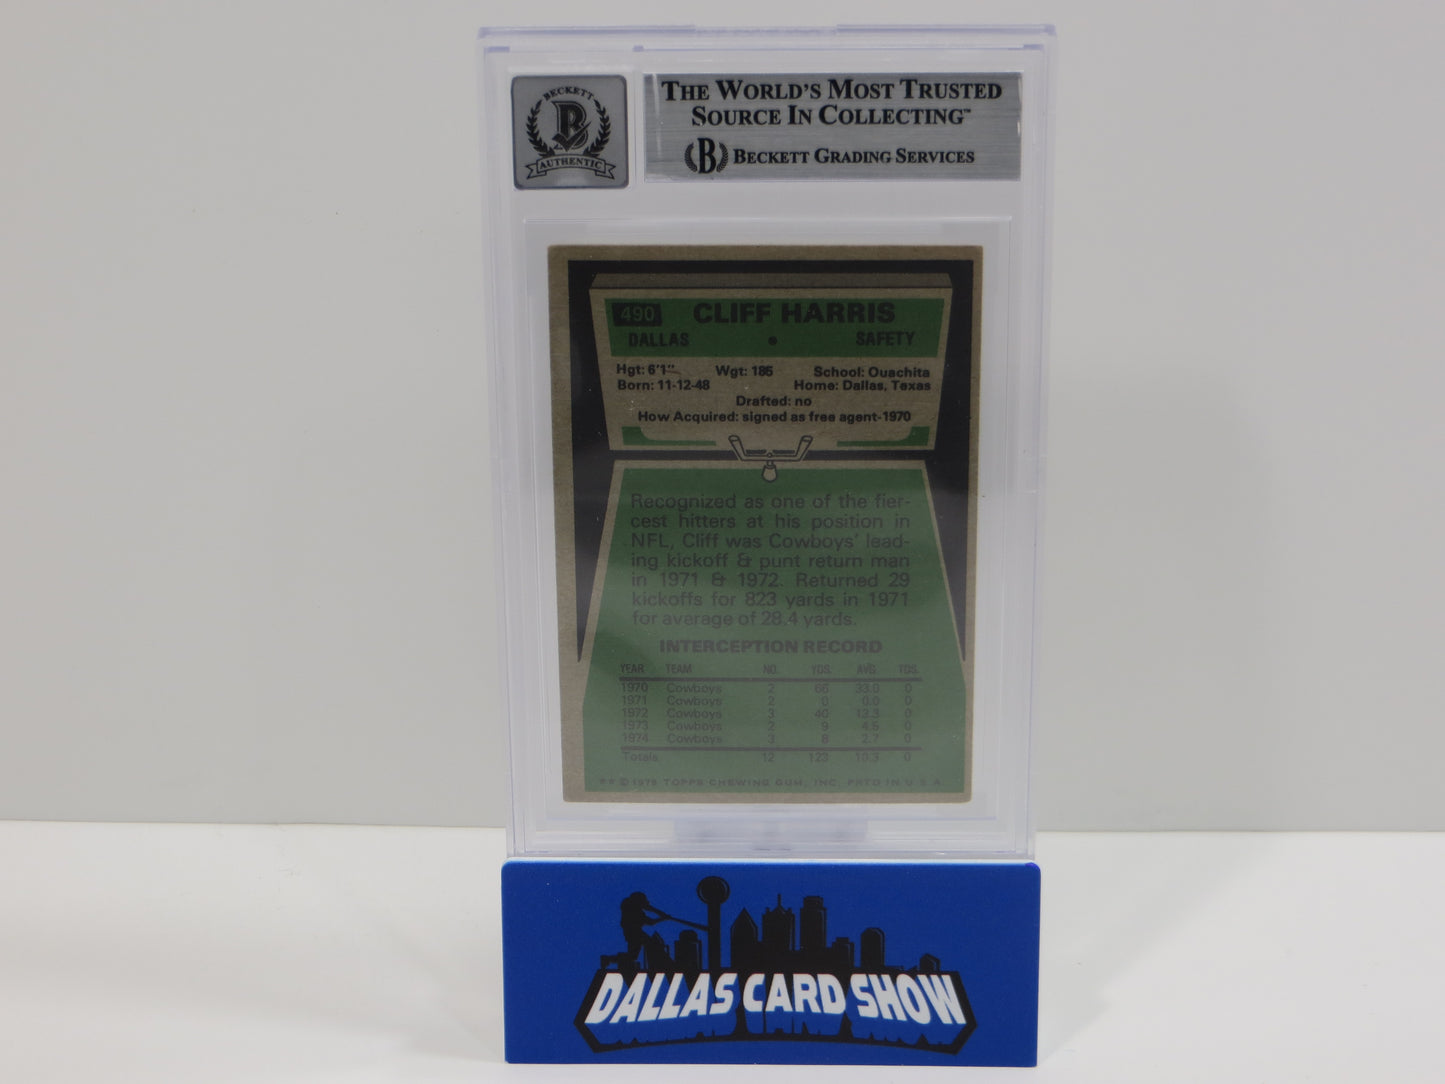 BECKETT
B
AUTHENTIC
THE WORLD'S MOST TRUSTED
SOURCE IN COLLECTING™
B BECKETT GRADING SERVICES
490 CLIFF HARRIS
DALLAS • SAFETY
Hgt: 6'1" Wgt: 185 School: Ouachita
Born: 11-12-48 Home: Dallas, Texas
Drafted: no
How Acquired: signed as free agent-1970
Recognized as one of the fier-
cest hitters at his position in
NFL, Cliff was Cowboys' lead-
ing kickoff & punt return man
in 1971 & 1972. Returned 29
kickoffs for 823 yards in 1971
for average of 28.4 yards.
INTERCEPTION RECORD
YEAR TEAM NO. YDS. AVG. TDS.
1970 Cowboys 2 66 33.0 0
1971 Cowboys 2 0 0.0 0
1972 Cowboys 3 40 13.3 0
1973 Cowboys 2 9 4.5 0
1974 Cowboys 3 8 2.7 0
Totals 12 123 10.3 0
** © 1975 TOPPS CHEWING GUM, INC. PRTD IN U.S.A.
DALLAS CARD SHOW